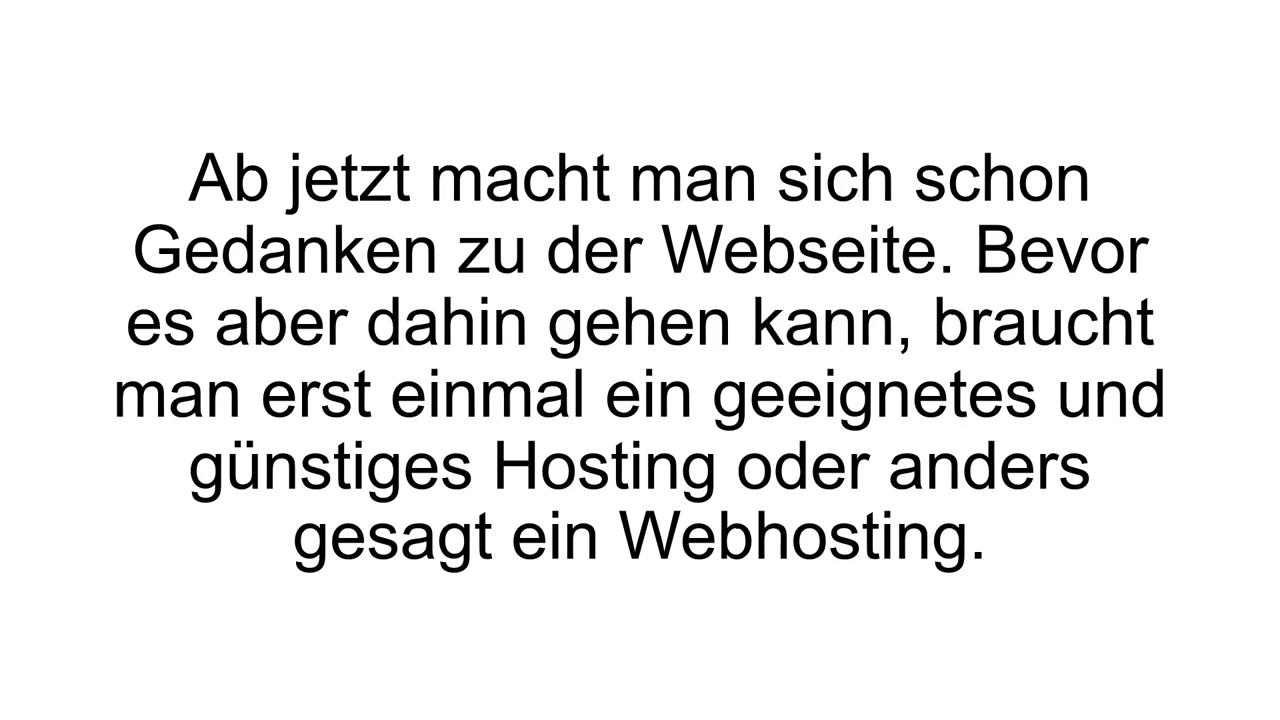 Ab jetzt macht man sich schon
Gedanken zu der Webseite. Bevor
es aber dahin gehen kann, braucht
man erst einmal ein geeignetes und
günstiges Hosting oder anders
gesagt ein Webhosting.